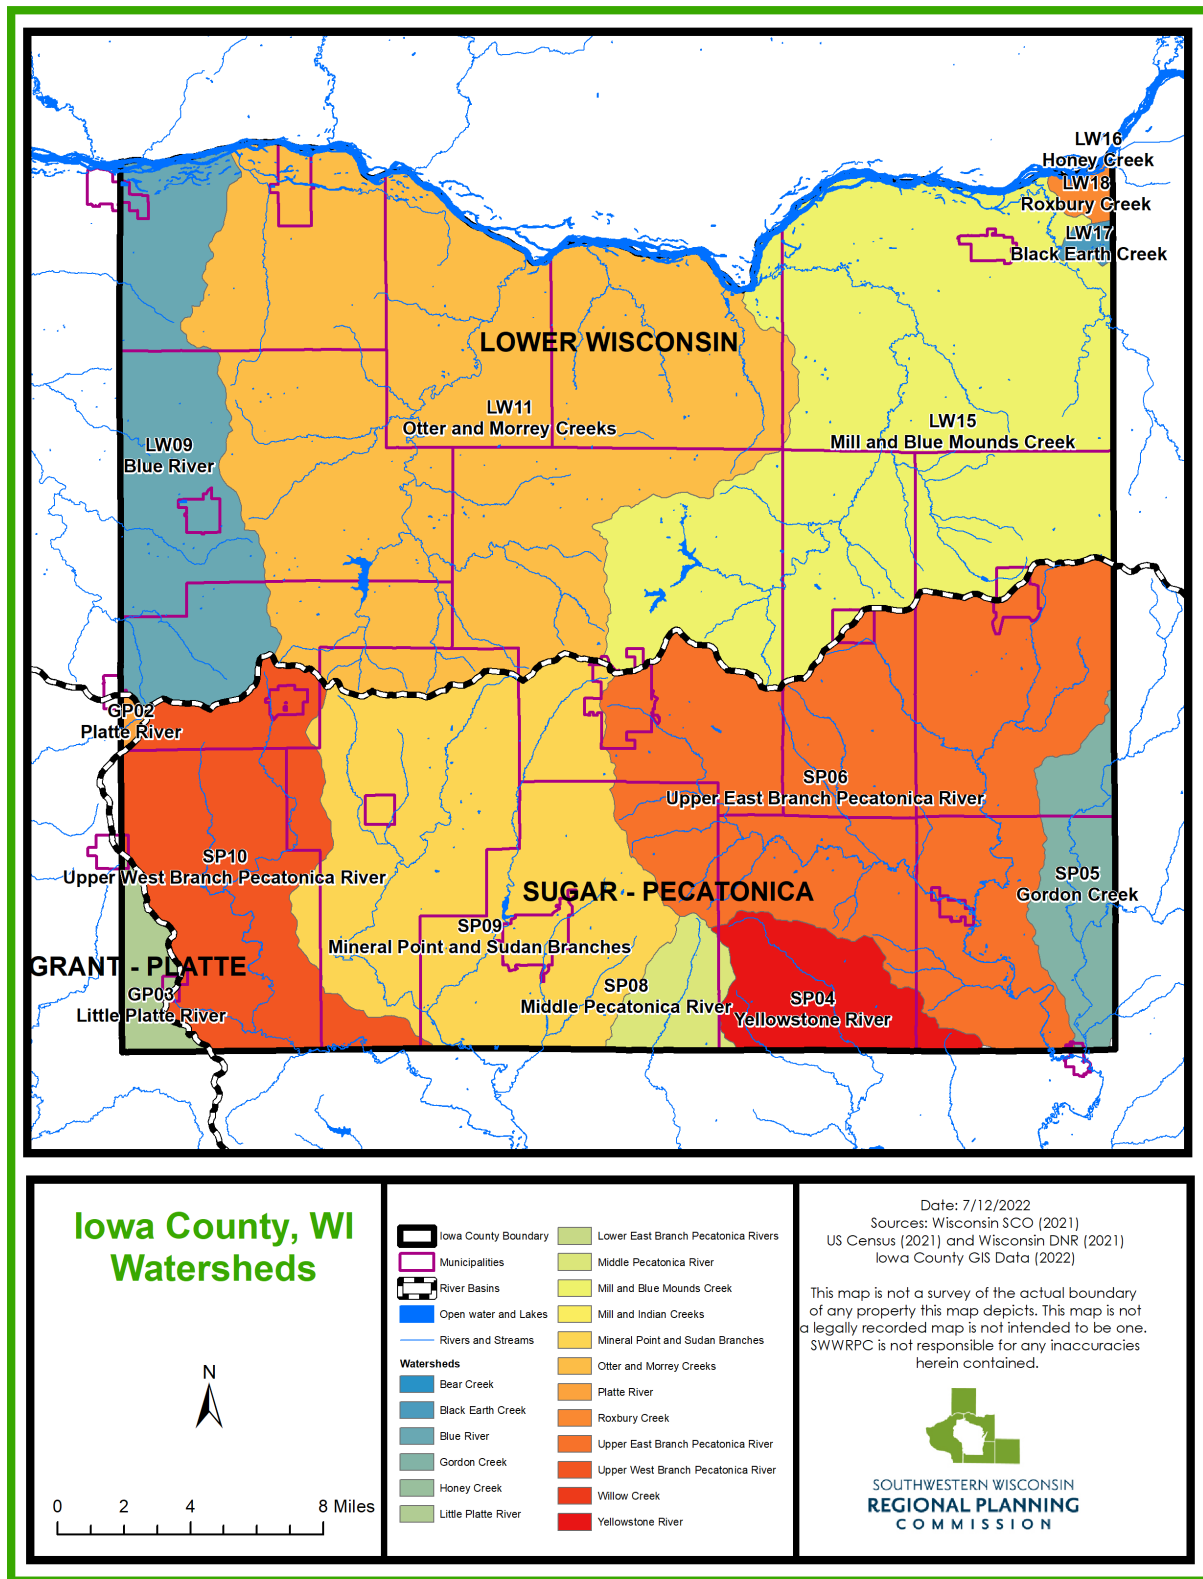 LW16
Honey Creek
LW18
Roxbury Creek
LW17
Black Earth Creek
LOWER WISCONSIN
LW11
Otter and Morrey Creeks
LW15
Mill and Blue Mounds Creek
LW09
Blue River
GP02
Platte River
SP06
Upper East Branch Pecatonica River
SP10
Upper West Branch Pecatonica River
SP05
Gordon Creek
SUGAR - PECATONICA
SP09
Mineral Point and Sudan Branches
GRANT - PLATTE
GP03
Little Platte River
SP08
Middle Pecatonica River
SP04
Yellowstone River
Iowa County, WI
Watersheds
N
0 2 4 8 Miles
Iowa County Boundary
Municipalities
River Basins
Open water and Lakes
Rivers and Streams
Watersheds
Bear Creek
Black Earth Creek
Blue River
Gordon Creek
Honey Creek
Little Platte River
Lower East Branch Pecatonica Rivers
Middle Pecatonica River
Mill and Blue Mounds Creek
Mill and Indian Creeks
Mineral Point and Sudan Branches
Otter and Morrey Creeks
Platte River
Roxbury Creek
Upper East Branch Pecatonica River
Upper West Branch Pecatonica River
Willow Creek
Yellowstone River
Date: 7/12/2022
Sources: Wisconsin SCO (2021)
US Census (2021) and Wisconsin DNR (2021)
Iowa County GIS Data (2022)
This map is not a survey of the actual boundary
of any property this map depicts. This map is not
a legally recorded map is not intended to be one.
SWWRPC is not responsible for any inaccuracies
herein contained.
SOUTHWESTERN WISCONSIN
REGIONAL PLANNING
COMMISSION